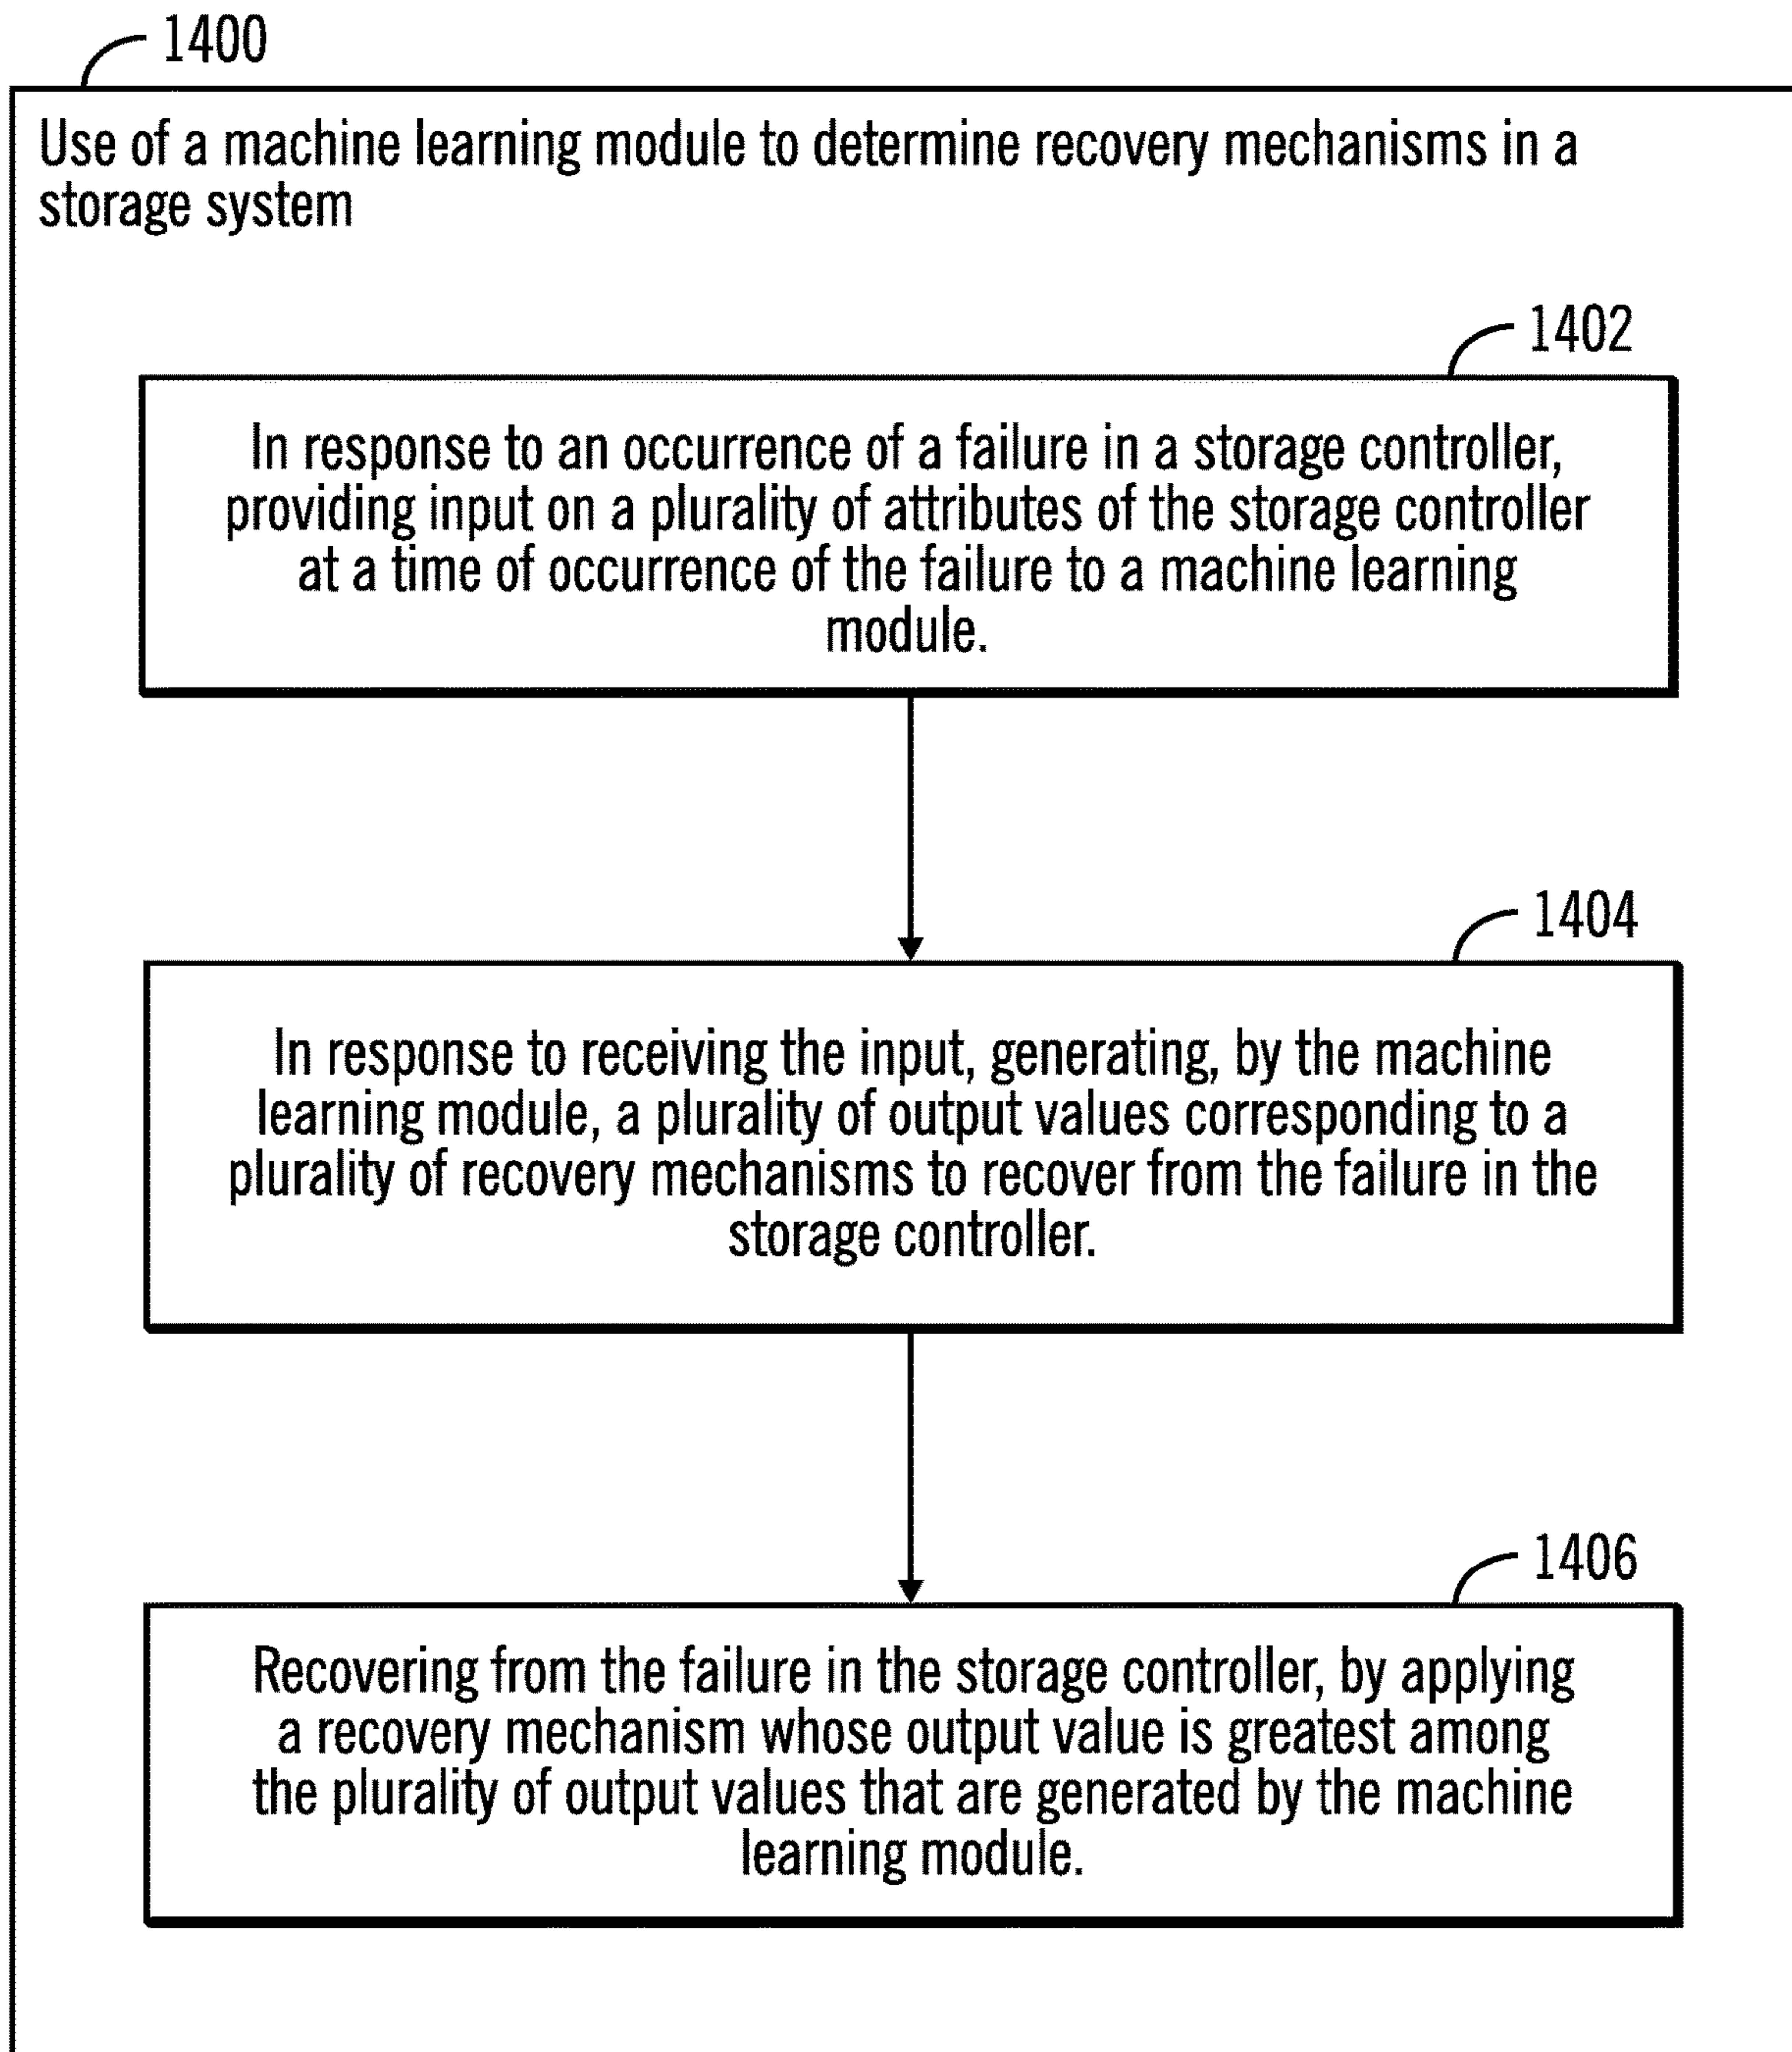 1400
Use of a machine learning module to determine recovery mechanisms in a
storage system
1402
In response to an occurrence of a failure in a storage controller,
providing input on a plurality of attributes of the storage controller
at a time of occurrence of the failure to a machine learning
module.
1404
In response to receiving the input, generating, by the machine
learning module, a plurality of output values corresponding to a
plurality of recovery mechanisms to recover from the failure in the
storage controller.
1406
Recovering from the failure in the storage controller, by applying
a recovery mechanism whose output value is greatest among
the plurality of output values that are generated by the machine
learning module.